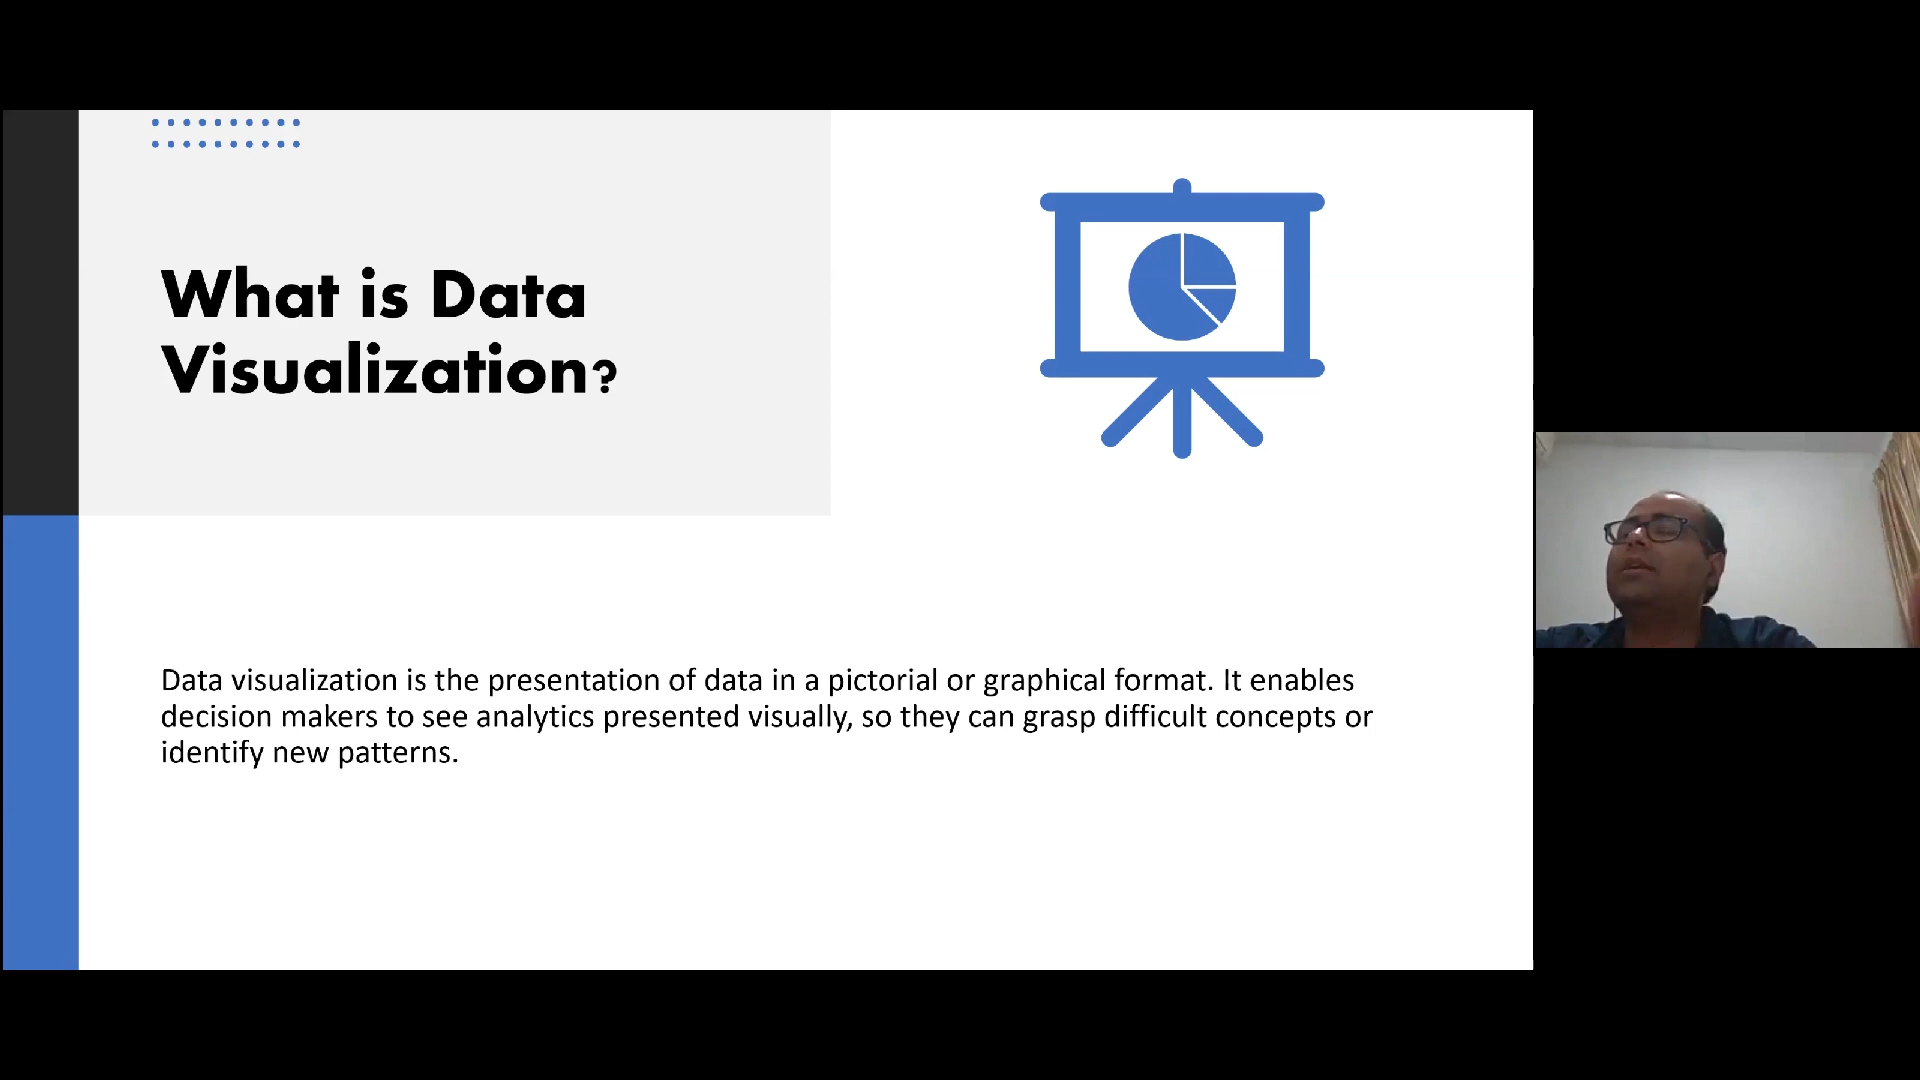 What is Data
Visualization?
Data visualization is the presentation of data in a pictorial or graphical format. It enables
decision makers to see analytics presented visually, so they can grasp difficult concepts or
identify new patterns.